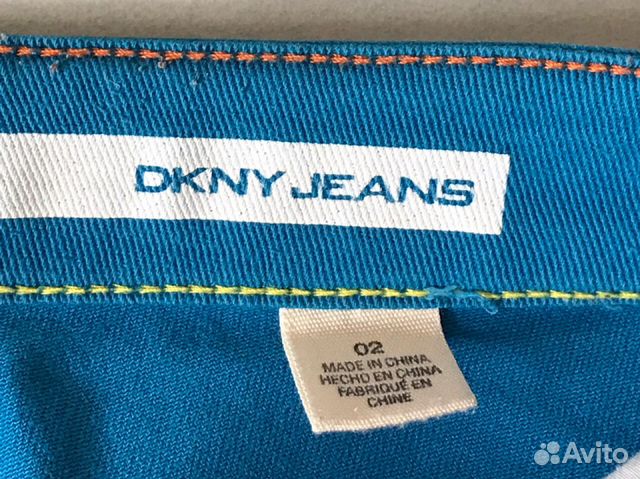 DKNY JEANS
02
MADE IN CHINA
HECHO EN CHINA
FABRIQUÉ EN
CHINE
Avito